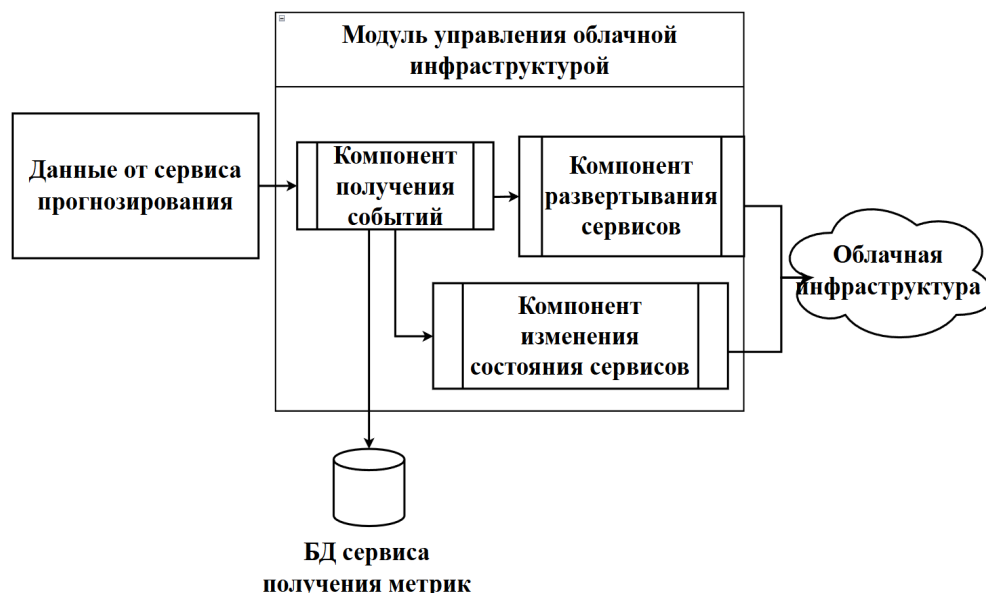 Модуль управления облачной
инфраструктурой
Данные от сервиса
прогнозирования
Компонент
получения
событий
Компонент
развертывания
сервисов
Облачная
инфраструктура
Компонент
изменения
состояния сервисов
БД сервиса
получения метрик